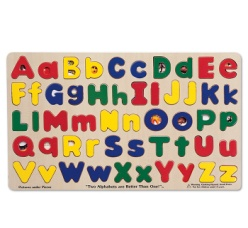 AaBbCcDdEe
FfGgHhIiJjKk
LlMmNnOoPp
QqRrSsTtUu
VvWwXxYyZz
"Two Alphabets are Better Than One"